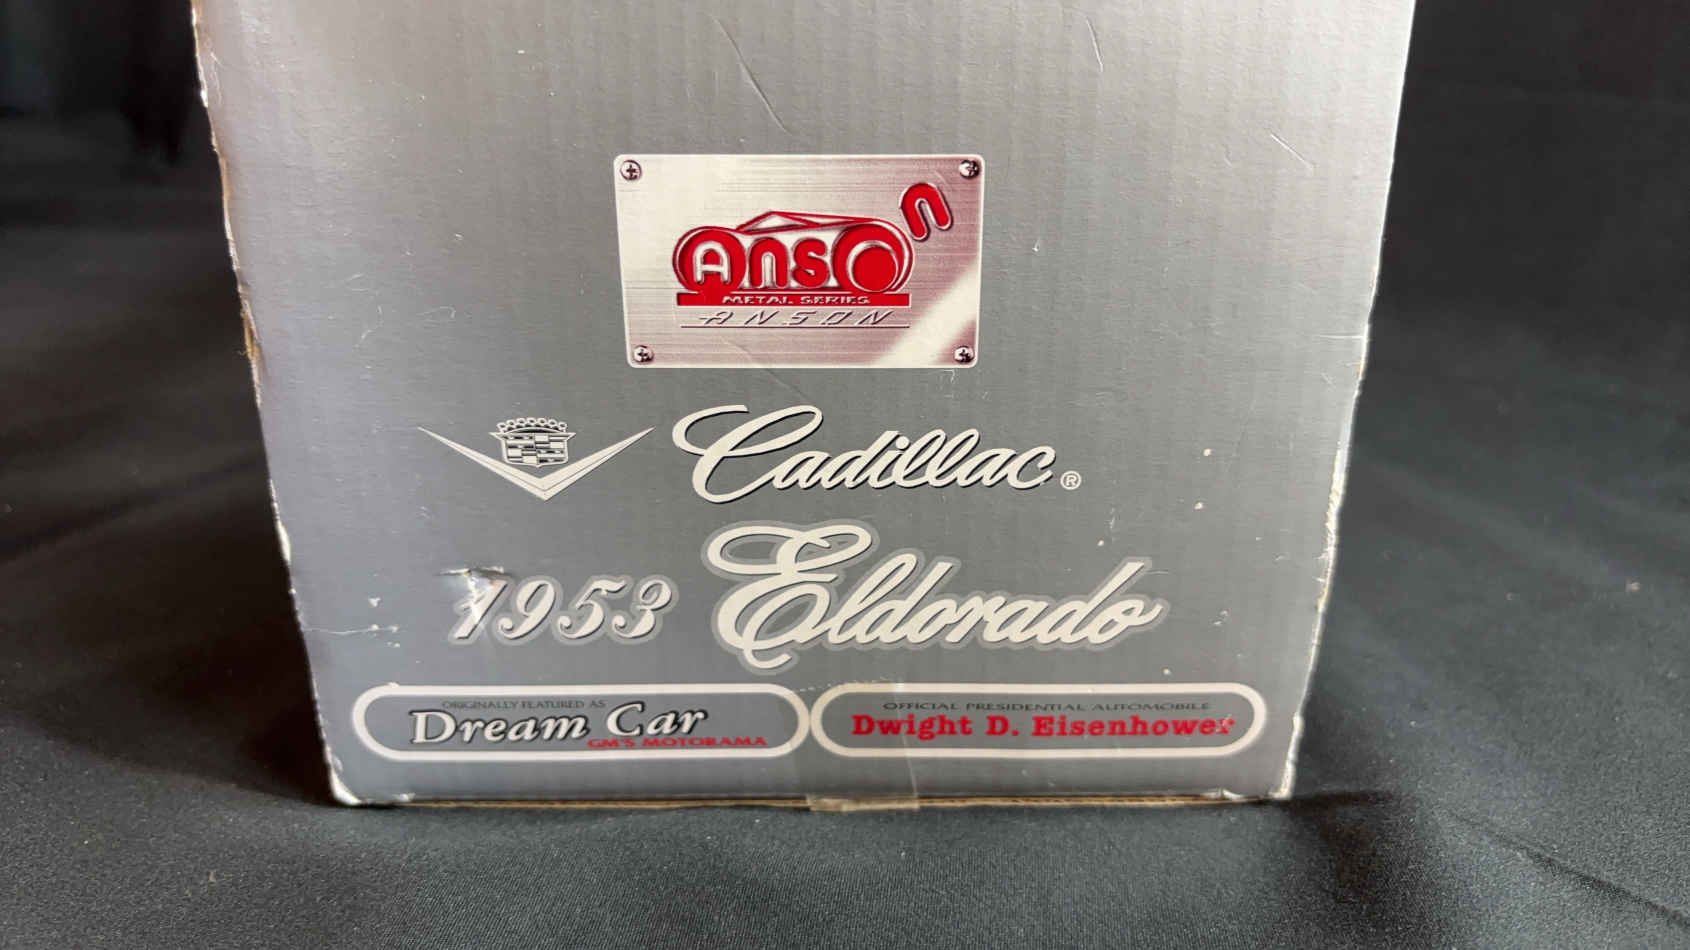 Anson
METAL SERIES
ANSON
Cadillac®
1953 Eldorado
ORIGINALLY FEATURED AS
Dream Car
GM'S MOTORAMA
OFFICIAL PRESIDENTIAL AUTOMOBILE
Dwight D. Eisenhower